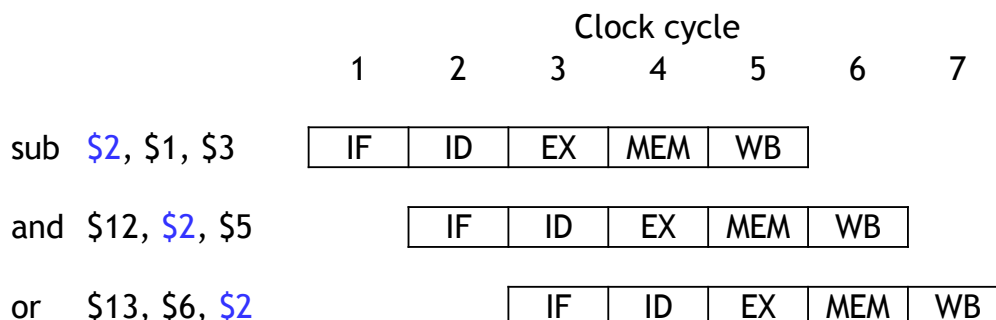 Clock cycle
1 2 3 4 5 6 7
sub $2, $1, $3 IF ID EX MEM WB
and $12, $2, $5 IF ID EX MEM WB
or $13, $6, $2 IF ID EX MEM WB